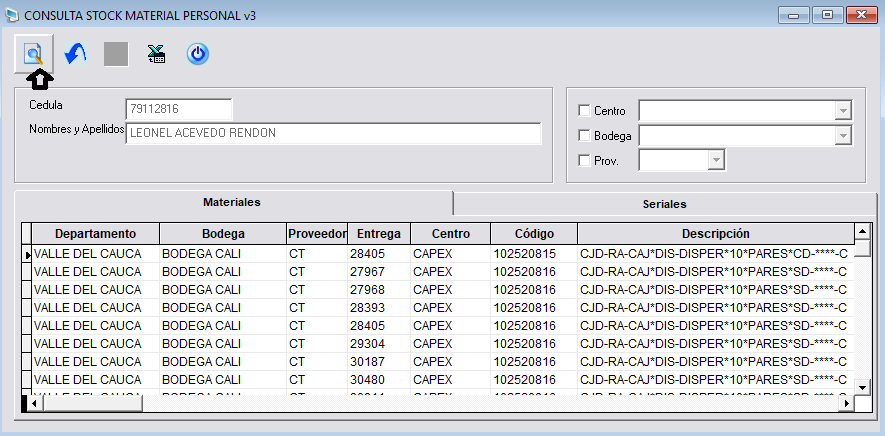 CONSULTA STOCK MATERIAL PERSONAL v3
Cedula 79112816
Nombres y Apellidos LEONEL ACEVEDO RENDON
Centro
Bodega
Prov.
Materiales Seriales
Departamento Bodega Proveedor Entrega Centro Código Descripción
VALLE DEL CAUCA BODEGA CALI CT 28405 CAPEX 102520815 CJD-RA-CAJ*DIS-DISPER*10*PARES*CD-****-C
VALLE DEL CAUCA BODEGA CALI CT 27967 CAPEX 102520816 CJD-RA-CAJ*DIS-DISPER*10*PARES*SD-****-C
VALLE DEL CAUCA BODEGA CALI CT 27968 CAPEX 102520816 CJD-RA-CAJ*DIS-DISPER*10*PARES*SD-****-C
VALLE DEL CAUCA BODEGA CALI CT 28393 CAPEX 102520816 CJD-RA-CAJ*DIS-DISPER*10*PARES*SD-****-C
VALLE DEL CAUCA BODEGA CALI CT 28405 CAPEX 102520816 CJD-RA-CAJ*DIS-DISPER*10*PARES*SD-****-C
VALLE DEL CAUCA BODEGA CALI CT 29304 CAPEX 102520816 CJD-RA-CAJ*DIS-DISPER*10*PARES*SD-****-C
VALLE DEL CAUCA BODEGA CALI CT 30187 CAPEX 102520816 CJD-RA-CAJ*DIS-DISPER*10*PARES*SD-****-C
VALLE DEL CAUCA BODEGA CALI CT 30480 CAPEX 102520816 CJD-RA-CAJ*DIS-DISPER*10*PARES*SD-****-C